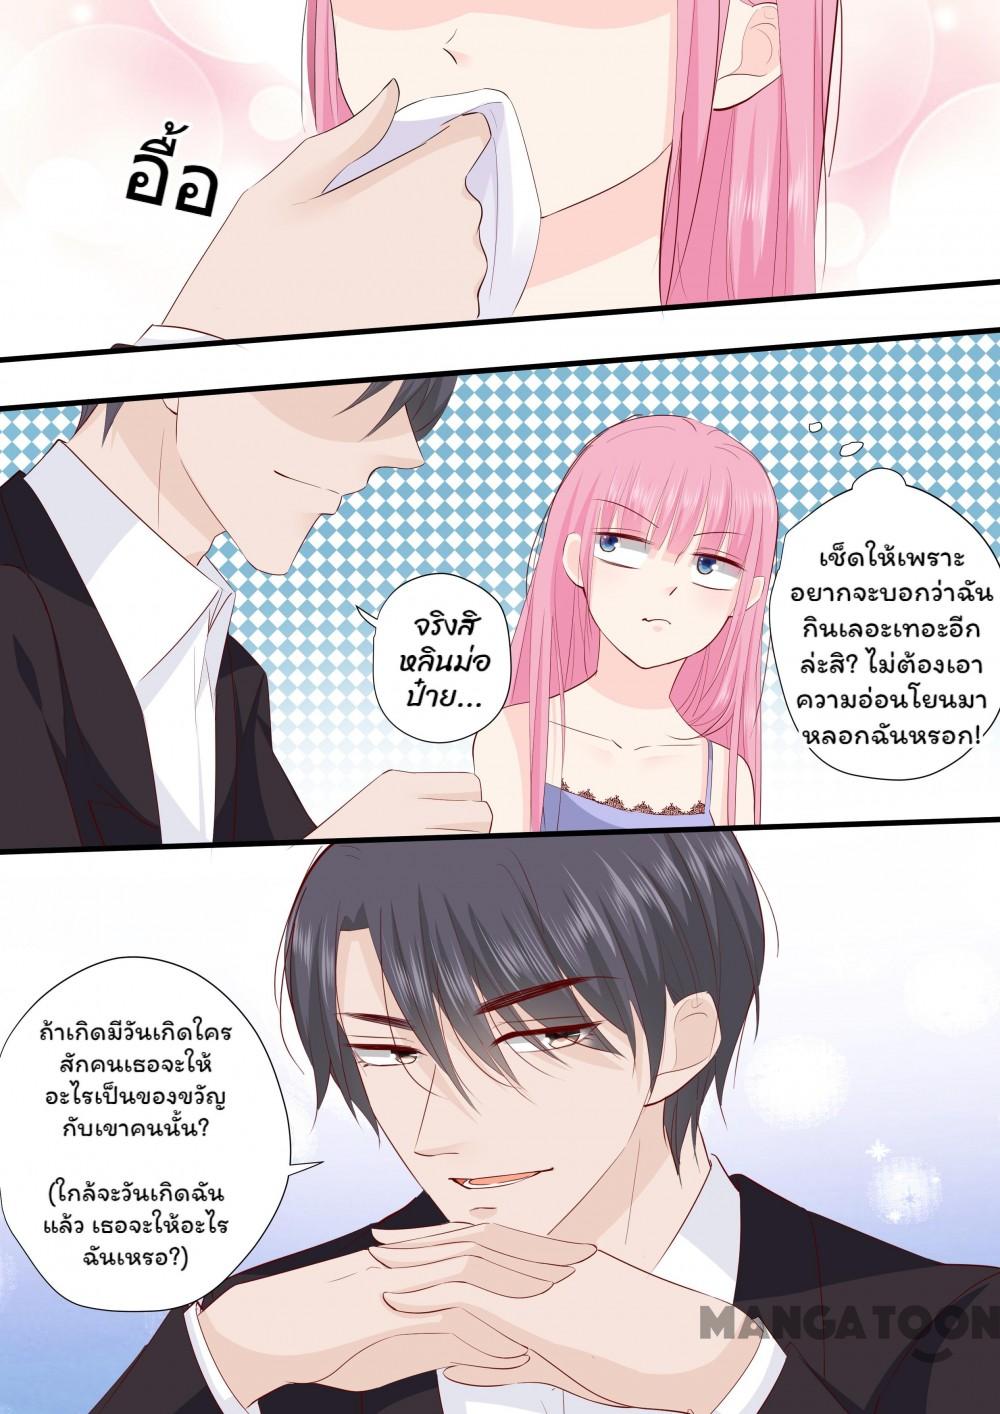 อื้อ
เช็ดให้เพราะ
อยากจะบอกว่าฉัน
กินเลอะเทอะอีก
ล่ะสิ? ไม่ต้องเอา
ความอ่อนโยนมา
หลอกฉันหรอก!
จริงสิ
หลินม่อ
ป๋าย...
ถ้าเกิดมีวันเกิดใคร
สักคนเธอจะให้
อะไรเป็นของขวัญ
กับเขาคนนั้น?
(ใกล้จะวันเกิดฉัน
แล้ว เธอจะให้อะไร
ฉันเหรอ?)
MANGATOON